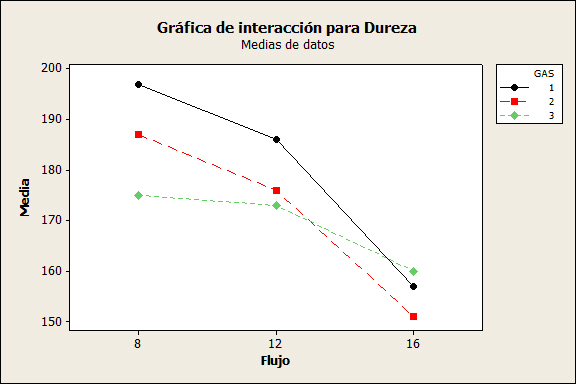 Gráfica de interacción para Dureza
Medias de datos
200
190
180
170
160
150
Media
8 12 16
Flujo
GAS
1
2
3